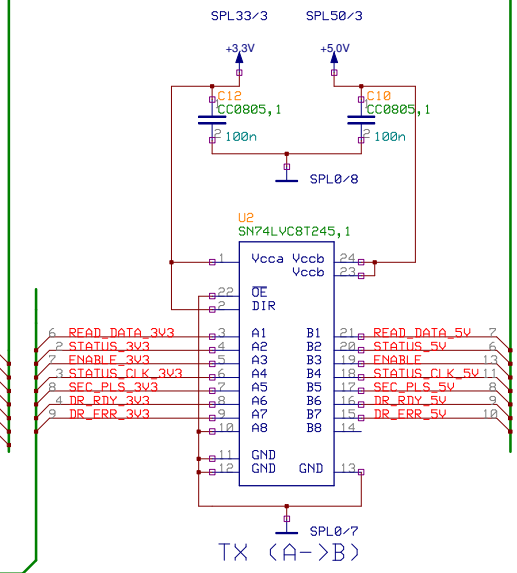 SPL33/3 SPL50/3
+3.3V +5.0V
C12 C10
1 CC0805,1 1 CC0805,1
2 100n 2 100n
SPL0/8
U2
SN74LVC8T245,1
1 Vcca Vccb 24
Vccb 23
22 OE
2 DIR
6 READ_DATA_3V3 3 A1 B1 21 READ_DATA_5V 7
2 STATUS_3V3 4 A2 B2 20 STATUS_5V 6
7 ENABLE_3V3 5 A3 B3 19 ENABLE 13
3 STATUS_CLK_3V3 6 A4 B4 18 STATUS_CLK_5V 11
8 SEC_PLS_3V3 7 A5 B5 17 SEC_PLS_5V 8
4 DR_RDY_3V3 8 A6 B6 16 DR_RDY_5V 9
9 DR_ERR_3V3 9 A7 B7 15 DR_ERR_5V 10
10 A8 B8 14
11 GND
12 GND GND 13
SPL0/7
TX (A->B)